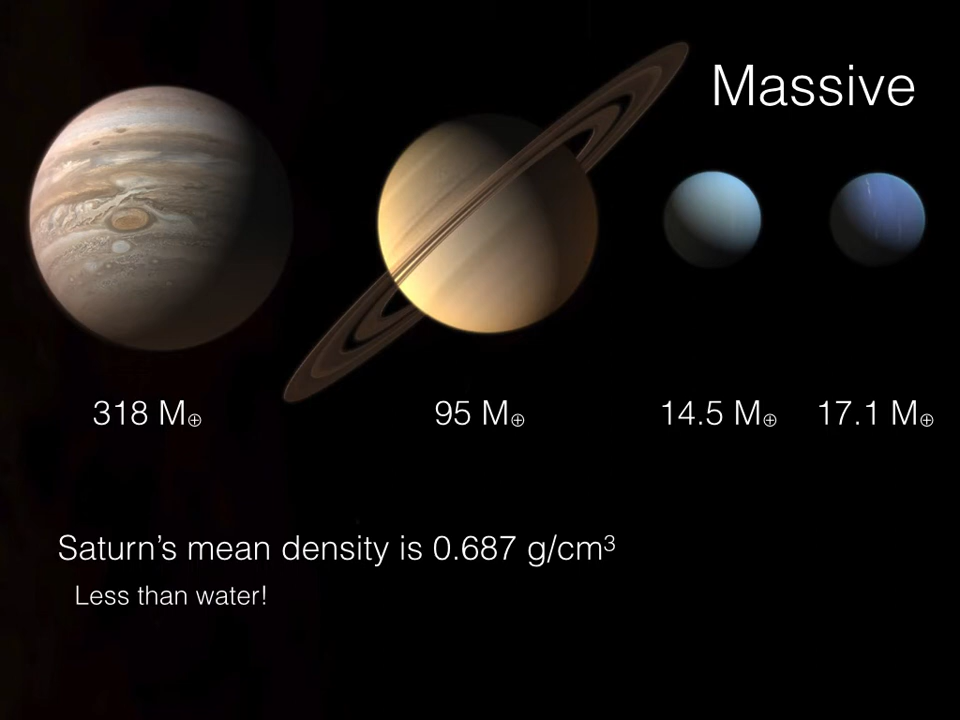 Massive
318 M⊕
95 M⊕
14.5 M⊕
17.1 M⊕
Saturn’s mean density is 0.687 g/cm³
Less than water!